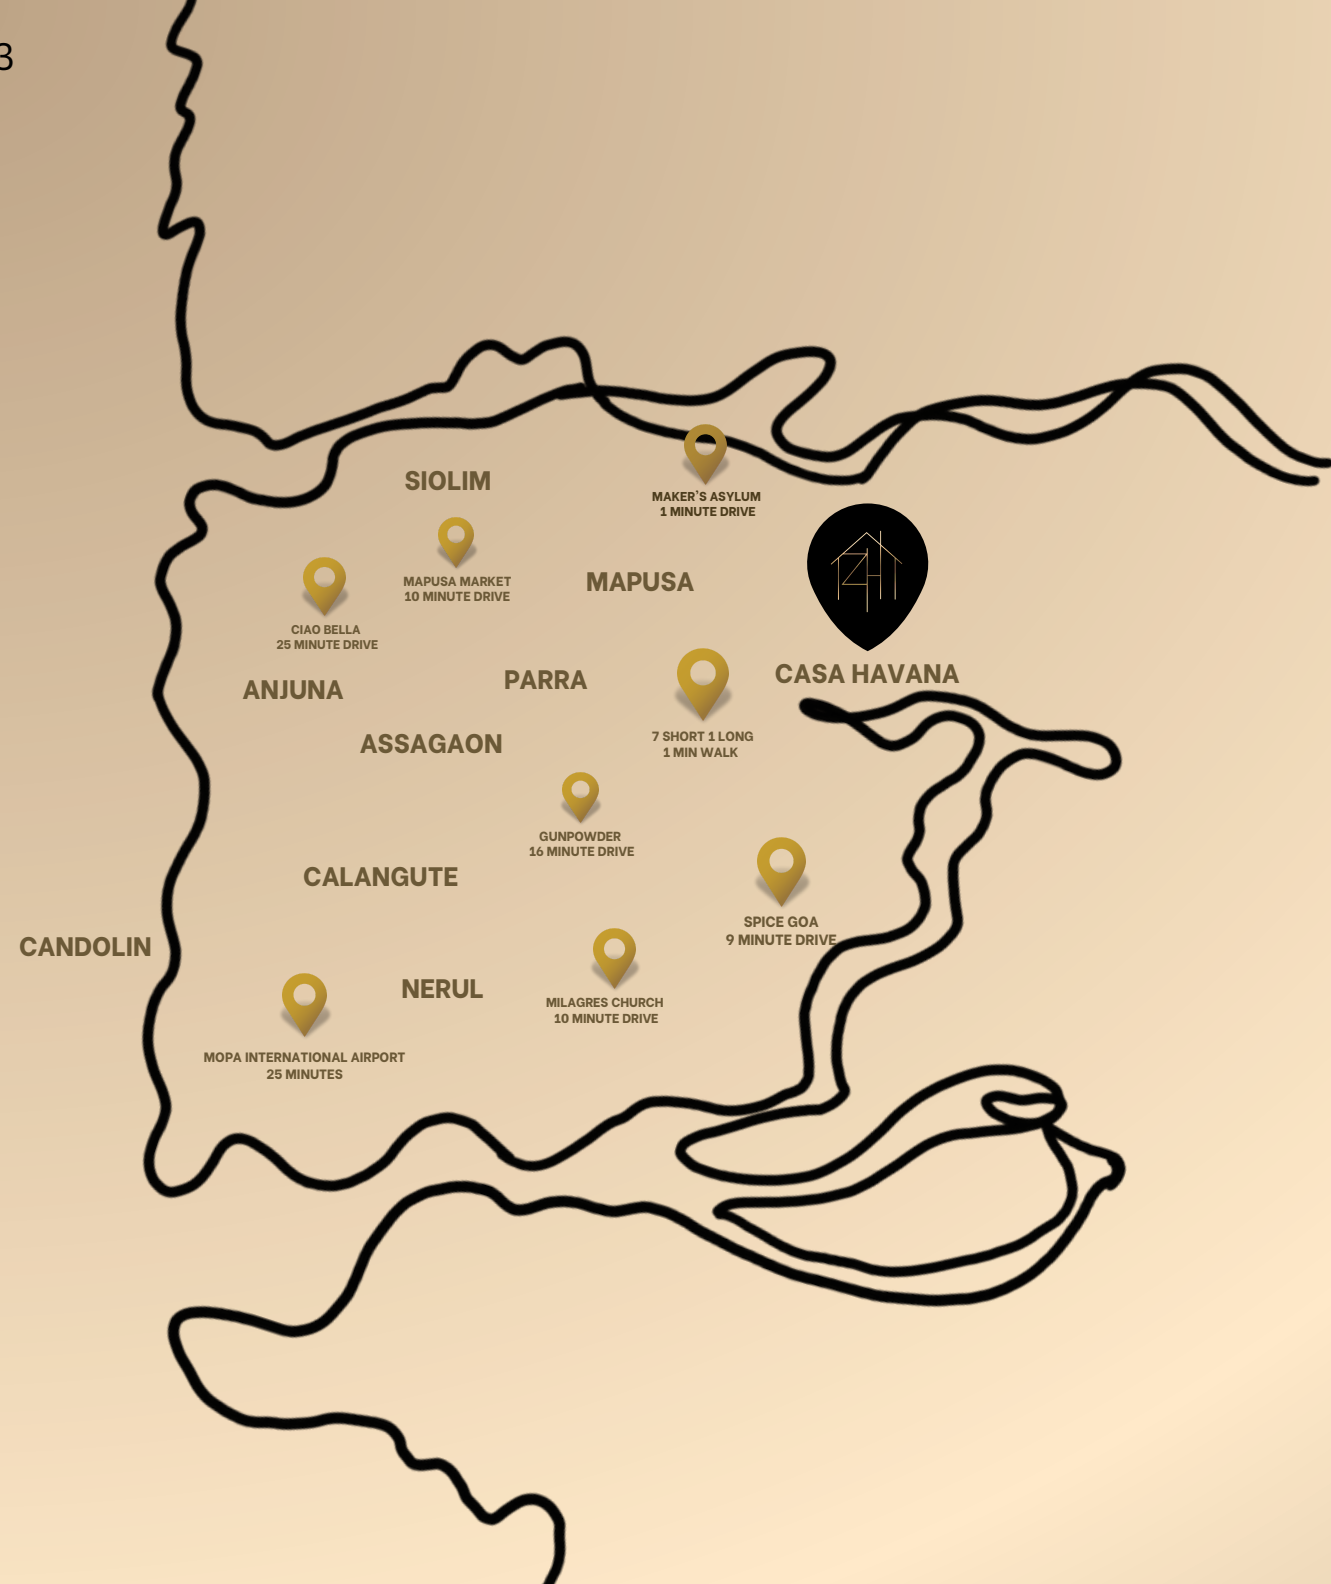 3
SIOLIM
MAKER'S ASYLUM
1 MINUTE DRIVE
MAPUSA MARKET
10 MINUTE DRIVE
MAPUSA
CIAO BELLA
25 MINUTE DRIVE
CASA HAVANA
ANJUNA
PARRA
7 SHORT 1 LONG
1 MIN WALK
ASSAGAON
GUNPOWDER
16 MINUTE DRIVE
CALANGUTE
SPICE GOA
9 MINUTE DRIVE
CANDOLIN
NERUL
MILAGRES CHURCH
10 MINUTE DRIVE
MOPA INTERNATIONAL AIRPORT
25 MINUTES